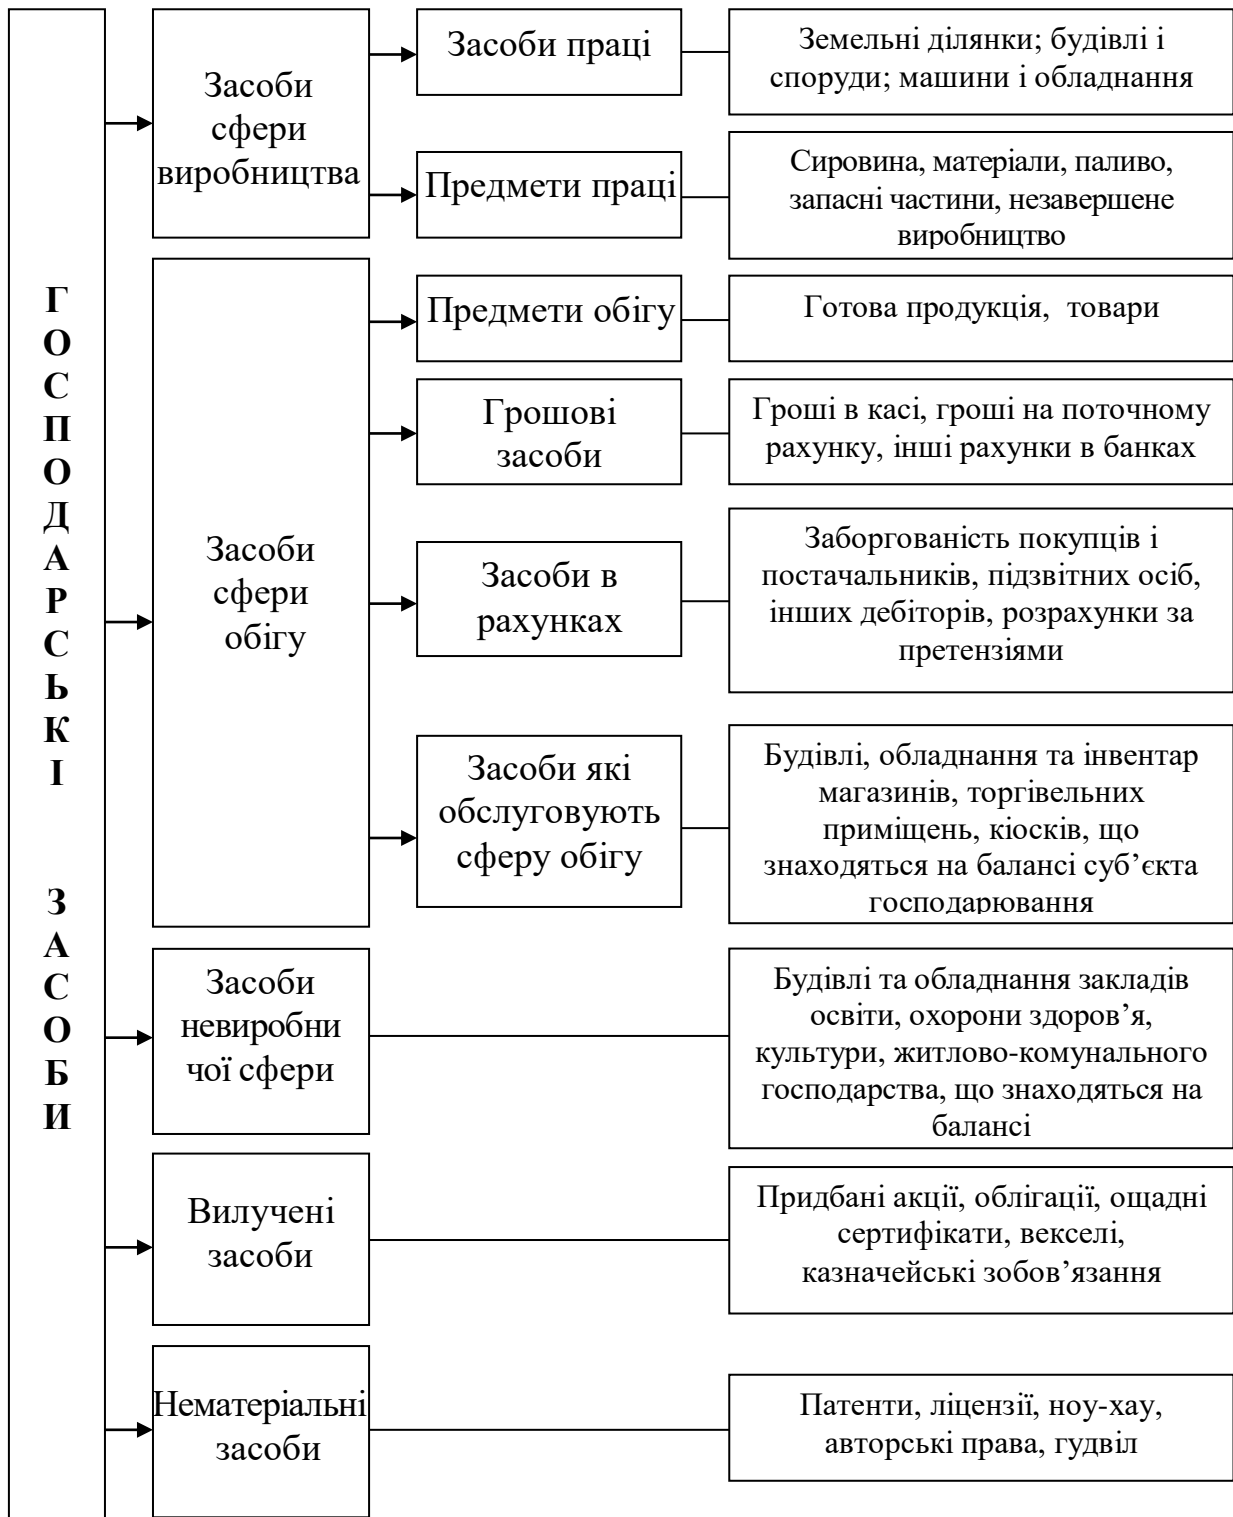 ГОСПОДАРСЬКІ ЗАСОБИ
Засоби
сфери
виробництва
Засоби праці
Земельні ділянки; будівлі і
споруди; машини і обладнання
Предмети праці
Сировина, матеріали, паливо,
запасні частини, незавершене
виробництво
Засоби
сфери
обігу
Предмети обігу
Готова продукція, товари
Грошові
засоби
Гроші в касі, гроші на поточному
рахунку, інші рахунки в банках
Засоби в
рахунках
Заборгованість покупців і
постачальників, підзвітних осіб,
інших дебіторів, розрахунки за
претензіями
Засоби які
обслуговують
сферу обігу
Будівлі, обладнання та інвентар
магазинів, торгівельних
приміщень, кіосків, що
знаходяться на балансі суб’єкта
господарювання
Засоби
невиробни
чої сфери
Будівлі та обладнання закладів
освіти, охорони здоров’я,
культури, житлово-комунального
господарства, що знаходяться на
балансі
Вилучені
засоби
Придбані акції, облігації, ощадні
сертифікати, векселі,
казначейські зобов’язання
Нематеріальні
засоби
Патенти, ліцензії, ноу-хау,
авторські права, гудвіл